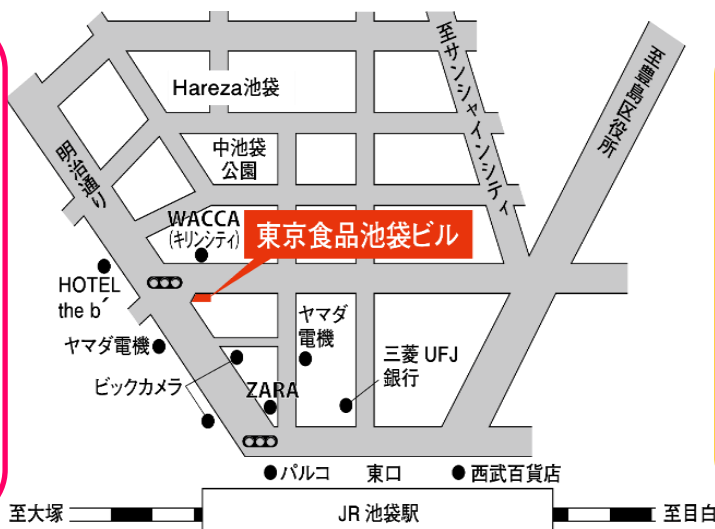 至サンシャインシティ
至豊島区役所
Hareza池袋
明治通り
中池袋
公園
WACCA
(キリンシティ)
東京食品池袋ビル
HOTEL
the b´
ヤマダ
電機
ヤマダ電機
三菱 UFJ
銀行
ビックカメラ
ZARA
パルコ
東口
西武百貨店
至大塚
JR 池袋駅
至目白